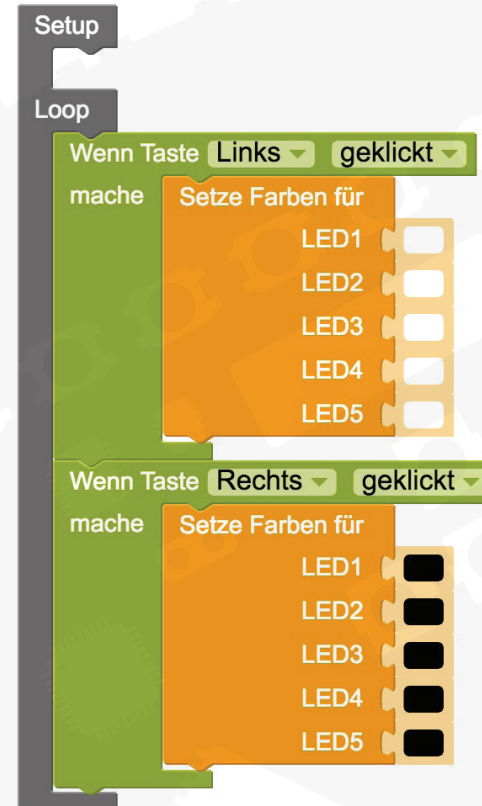 Setup
Loop
Wenn Taste Links geklickt
mache Setze Farben für
LED1
LED2
LED3
LED4
LED5
Wenn Taste Rechts geklickt
mache Setze Farben für
LED1
LED2
LED3
LED4
LED5